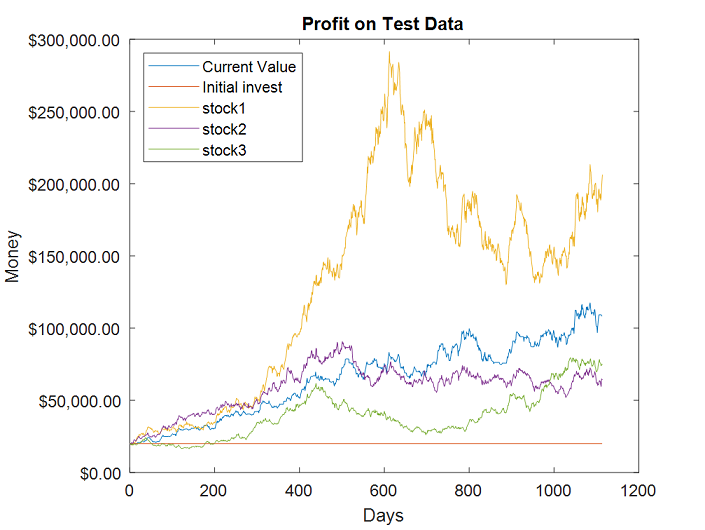 Profit on Test Data
$300,000.00
$250,000.00
$200,000.00
$150,000.00
$100,000.00
$50,000.00
$0.00
Money
Current Value
Initial invest
stock1
stock2
stock3
0 200 400 600 800 1000 1200
Days